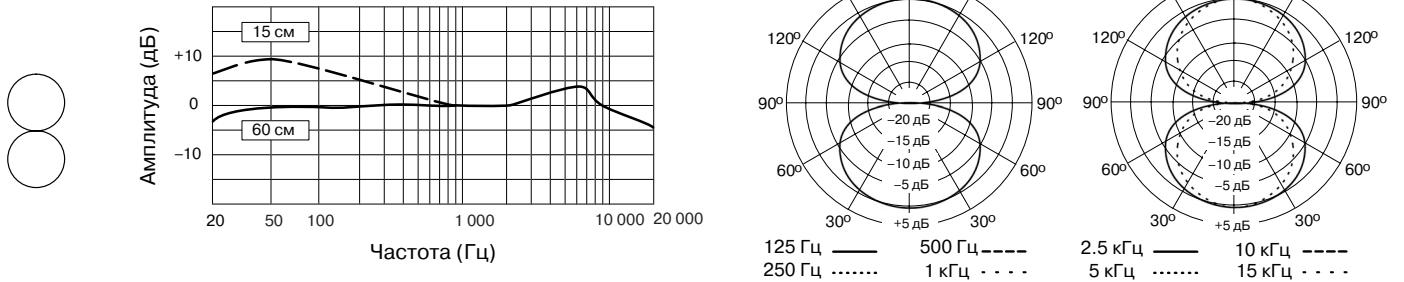 Амплитуда (дБ)
+10
0
−10
15 см
60 см
20 50 100 1 000 10 000 20 000
Частота (Гц)
120º 120º
90º 90º
60º 60º
30º 30º
−20 дБ
−15 дБ
−10 дБ
−5 дБ
+5 дБ
125 Гц 500 Гц
250 Гц 1 кГц
120º 120º
90º 90º
60º 60º
30º 30º
−20 дБ
−15 дБ
−10 дБ
−5 дБ
+5 дБ
2.5 кГц 10 кГц
5 кГц 15 кГц